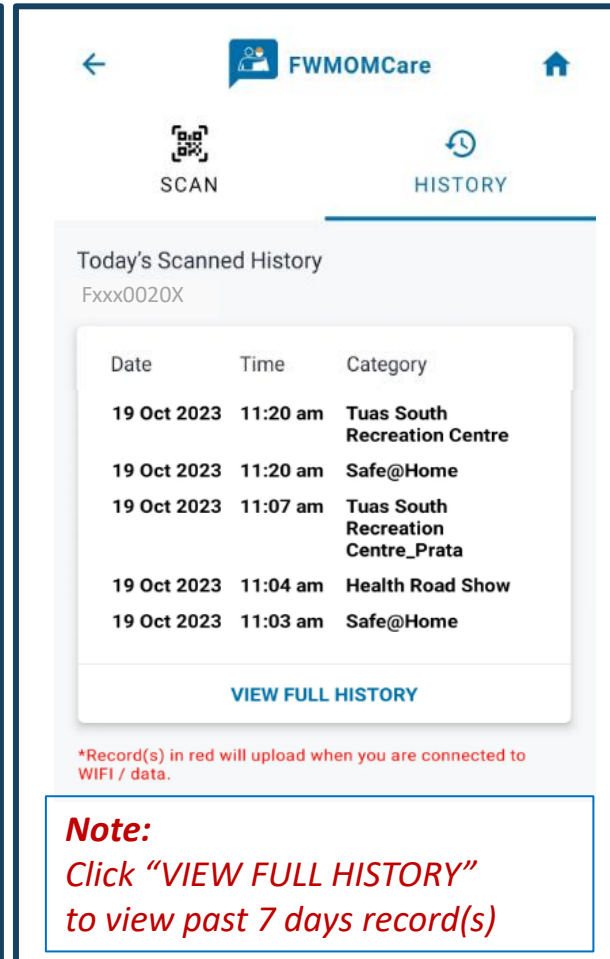 FWMOMCare
SCAN
HISTORY
Today's Scanned History
Fxxx0020X
Date Time Category
19 Oct 2023 11:20 am Tuas South
Recreation Centre
19 Oct 2023 11:20 am Safe@Home
19 Oct 2023 11:07 am Tuas South
Recreation
Centre_Prata
19 Oct 2023 11:04 am Health Road Show
19 Oct 2023 11:03 am Safe@Home
VIEW FULL HISTORY
*Record(s) in red will upload when you are connected to
WIFI / data.
Note:
Click “VIEW FULL HISTORY”
to view past 7 days record(s)